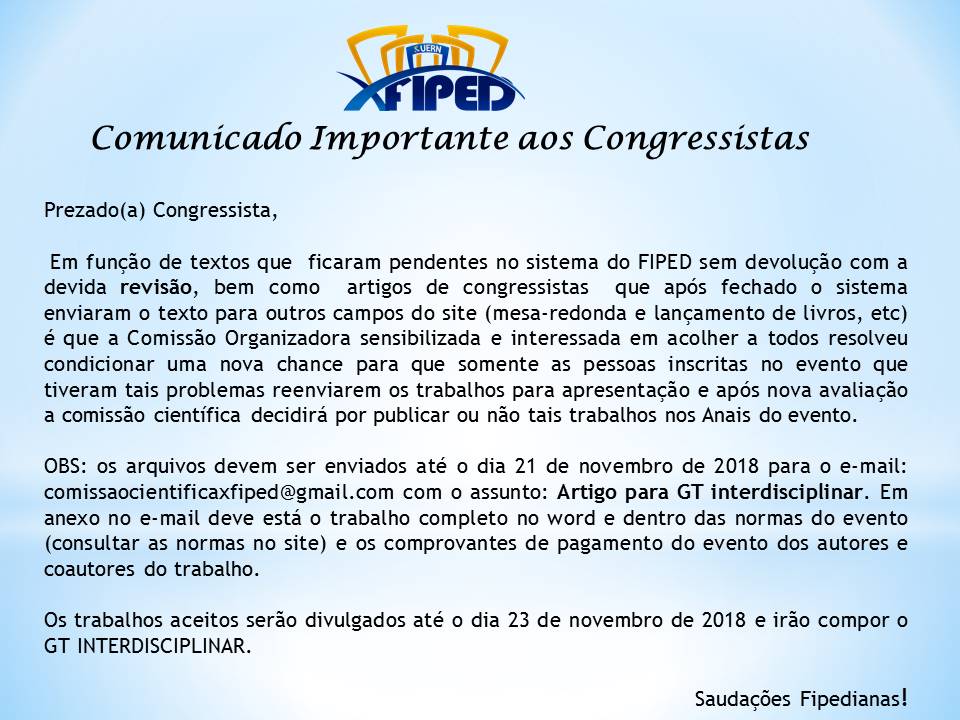 & UERN
XFIPED
Comunicado Importante aos Congressistas
Prezado(a) Congressista,
Em função de textos que ficaram pendentes no sistema do FIPED sem devolução com a
devida revisão, bem como artigos de congressistas que após fechado o sistema
enviaram o texto para outros campos do site (mesa-redonda e lançamento de livros, etc)
é que a Comissão Organizadora sensibilizada e interessada em acolher a todos resolveu
condicionar uma nova chance para que somente as pessoas inscritas no evento que
tiveram tais problemas reenviarem os trabalhos para apresentação e após nova avaliação
a comissão científica decidirá por publicar ou não tais trabalhos nos Anais do evento.
OBS: os arquivos devem ser enviados até o dia 21 de novembro de 2018 para o e-mail:
comissaocientificaxfiped@gmail.com com o assunto: Artigo para GT interdisciplinar. Em
anexo no e-mail deve está o trabalho completo no word e dentro das normas do evento
(consultar as normas no site) e os comprovantes de pagamento do evento dos autores e
coautores do trabalho.
Os trabalhos aceitos serão divulgados até o dia 23 de novembro de 2018 e irão compor o
GT INTERDISCIPLINAR.
Saudações Fipedianas!